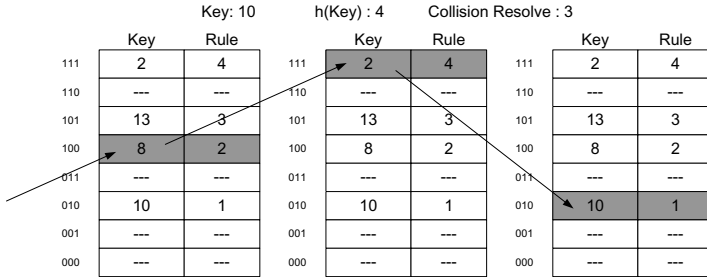 Key: 10 h(Key) : 4 Collision Resolve : 3
Key Rule Key Rule Key Rule
111 2 4 111 2 4 111 2 4
110 --- --- 110 --- --- 110 --- ---
101 13 3 101 13 3 101 13 3
100 8 2 100 8 2 100 8 2
011 --- --- 011 --- --- 011 --- ---
010 10 1 010 10 1 010 10 1
001 --- --- 001 --- --- 001 --- ---
000 --- --- 000 --- --- 000 --- ---